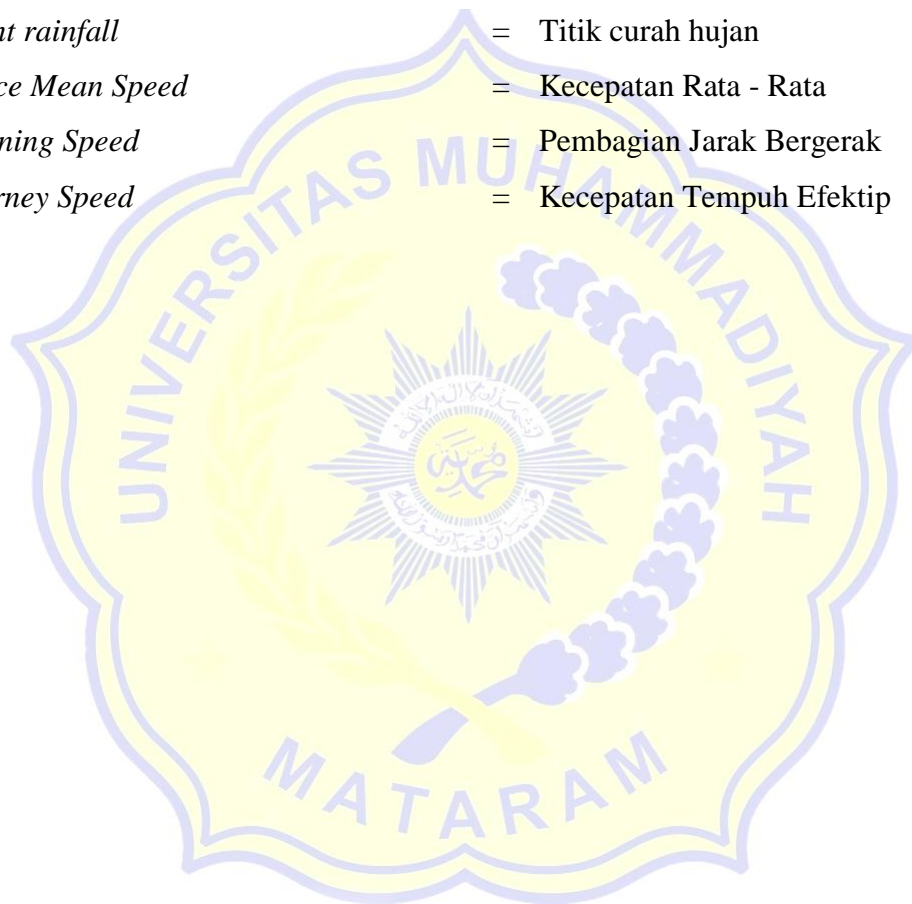 nt rainfall = Titik curah hujan
ce Mean Speed = Kecepatan Rata - Rata
ning Speed = Pembagian Jarak Bergerak
rney Speed = Kecepatan Tempuh Efektip
UNIVERSITAS MUHAMMADIYAH
MATARAM